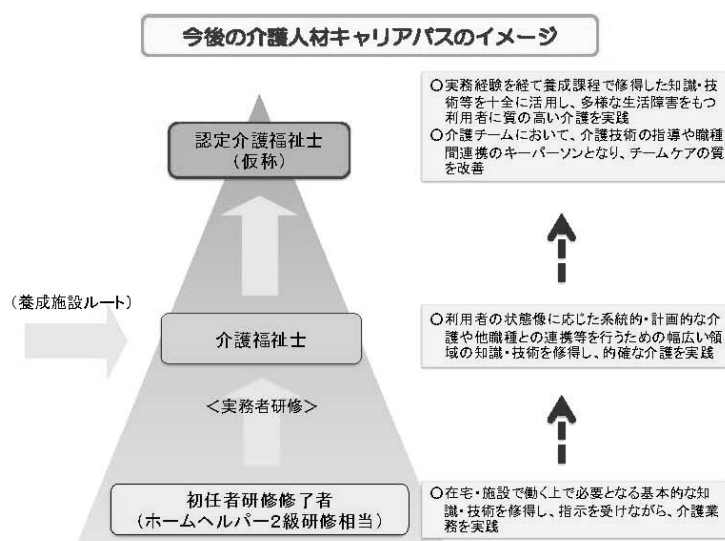 今後の介護人材キャリアパスのイメージ
認定介護福祉士
(仮称)
○実務経験を経て養成課程で修得した知識・技
術等を十全に活用し、多様な生活障害をもつ
利用者に質の高い介護を実践
○介護チームにおいて、介護技術の指導や職種
間連携のキーパーソンとなり、チームケアの質
を改善
(養成施設ルート)
介護福祉士
○利用者の状態像に応じた系統的・計画的な介
護や他職種との連携等を行うための幅広い領
域の知識・技術を修得し、的確な介護を実践
<実務者研修>
初任者研修修了者
(ホームヘルパー2級研修相当)
○在宅・施設で働く上で必要となる基本的な知
識・技術を修得し、指示を受けながら、介護業
務を実践